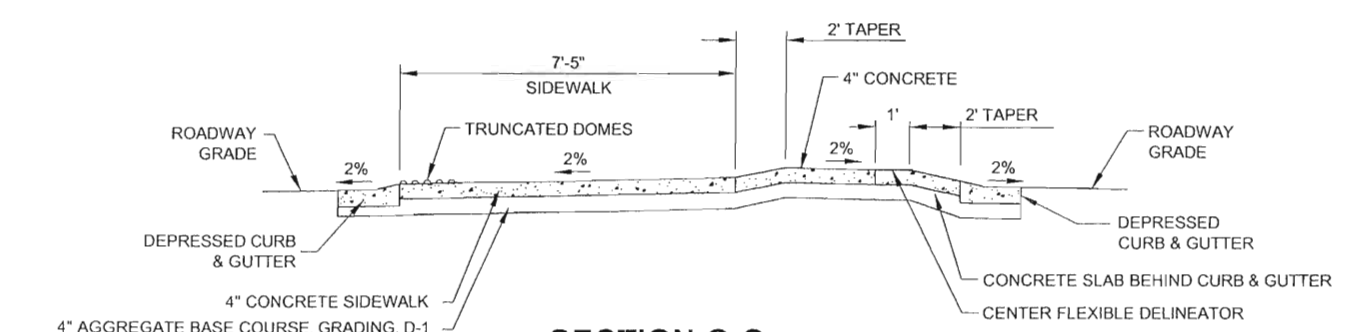 2' TAPER
7'-5"
SIDEWALK
4" CONCRETE
ROADWAY
GRADE
TRUNCATED DOMES
1'
2' TAPER
ROADWAY
GRADE
2%
2%
2%
2%
DEPRESSED CURB
& GUTTER
DEPRESSED
CURB & GUTTER
CONCRETE SLAB BEHIND CURB & GUTTER
4" CONCRETE SIDEWALK
CENTER FLEXIBLE DELINEATOR
4" AGGREGATE BASE COURSE, GRADING, D-1